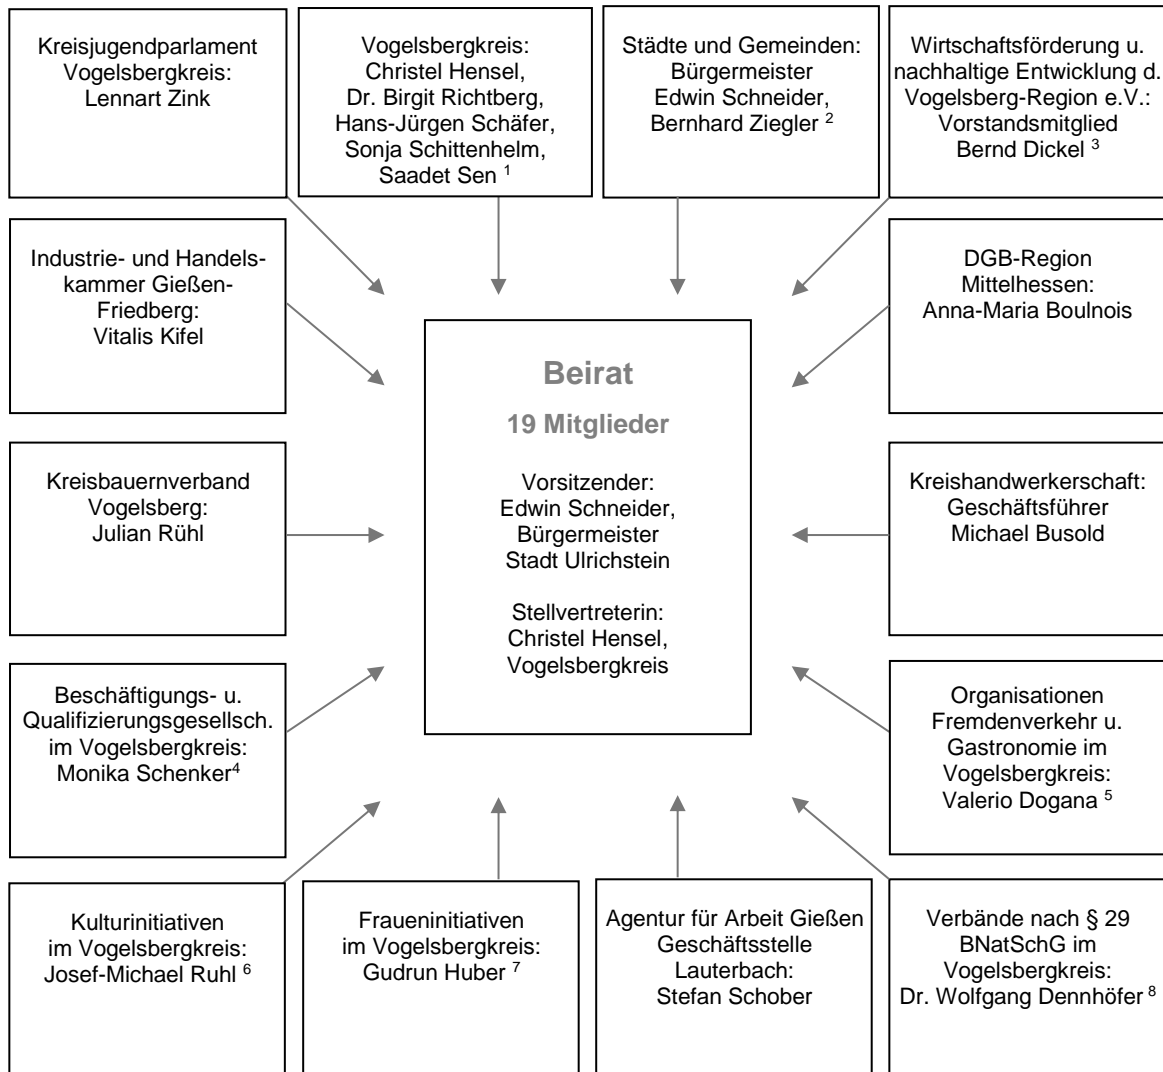 Kreisjugendparlament
Vogelsbergkreis:
Lennart Zink
Vogelsbergkreis:
Christel Hensel,
Dr. Birgit Richtberg,
Hans-Jürgen Schäfer,
Sonja Schittenhelm,
Saadet Sen ¹
Städte und Gemeinden:
Bürgermeister
Edwin Schneider,
Bernhard Ziegler ²
Wirtschaftsförderung u.
nachhaltige Entwicklung d.
Vogelsberg-Region e.V.:
Vorstandsmitglied
Bernd Dickel ³
Industrie- und Handels-
kammer Gießen-
Friedberg:
Vitalis Kifel
DGB-Region
Mittelhessen:
Anna-Maria Boulnois
Beirat
19 Mitglieder
Vorsitzender:
Edwin Schneider,
Bürgermeister
Stadt Ulrichstein
Stellvertreterin:
Christel Hensel,
Vogelsbergkreis
Kreisbauernverband
Vogelsberg:
Julian Rühl
Kreishandwerkerschaft:
Geschäftsführer
Michael Busold
Beschäftigungs- u.
Qualifizierungsgesellsch.
im Vogelsbergkreis:
Monika Schenker⁴
Organisationen
Fremdenverkehr u.
Gastronomie im
Vogelsbergkreis:
Valerio Dogana ⁵
Kulturinitiativen
im Vogelsbergkreis:
Josef-Michael Ruhl ⁶
Fraueninitiativen
im Vogelsbergkreis:
Gudrun Huber ⁷
Agentur für Arbeit Gießen
Geschäftsstelle
Lauterbach:
Stefan Schober
Verbände nach § 29
BNatSchG im
Vogelsbergkreis:
Dr. Wolfgang Dennhöfer ⁸